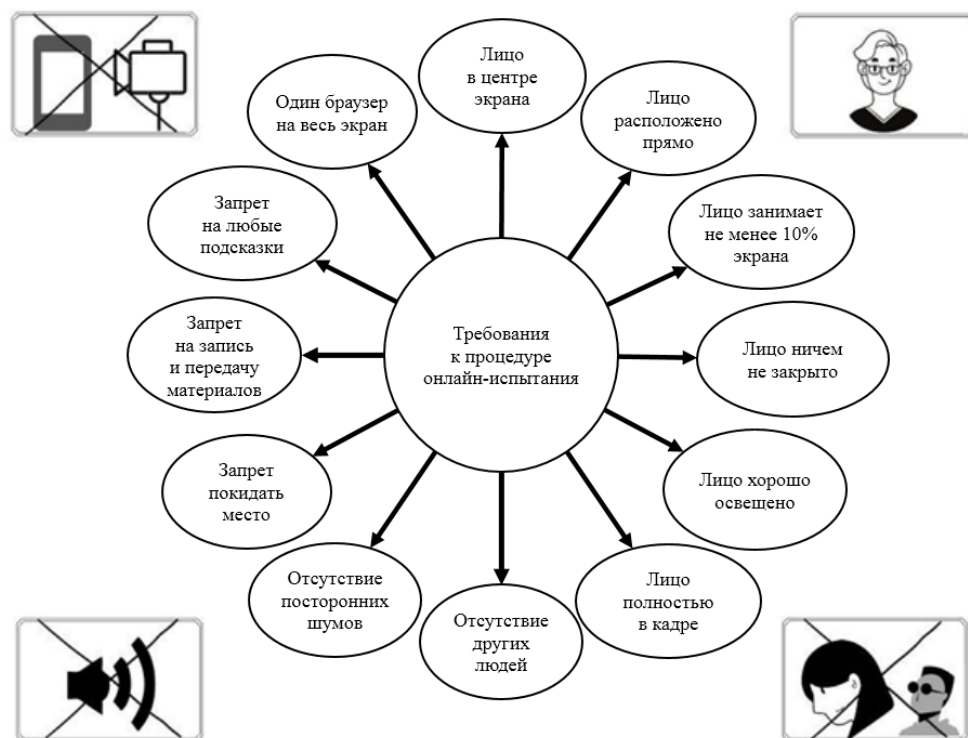 Лицо
в центре
экрана
Лицо
расположено
прямо
Лицо занимает
не менее 10%
экрана
Лицо ничем
не закрыто
Лицо хорошо
освещено
Лицо
полностью
в кадре
Отсутствие
других
людей
Отсутствие
посторонних
шумов
Запрет
покидать
место
Запрет
на запись
и передачу
материалов
Запрет
на любые
подсказки
Один браузер
на весь экран
Требования
к процедуре
онлайн-испытания